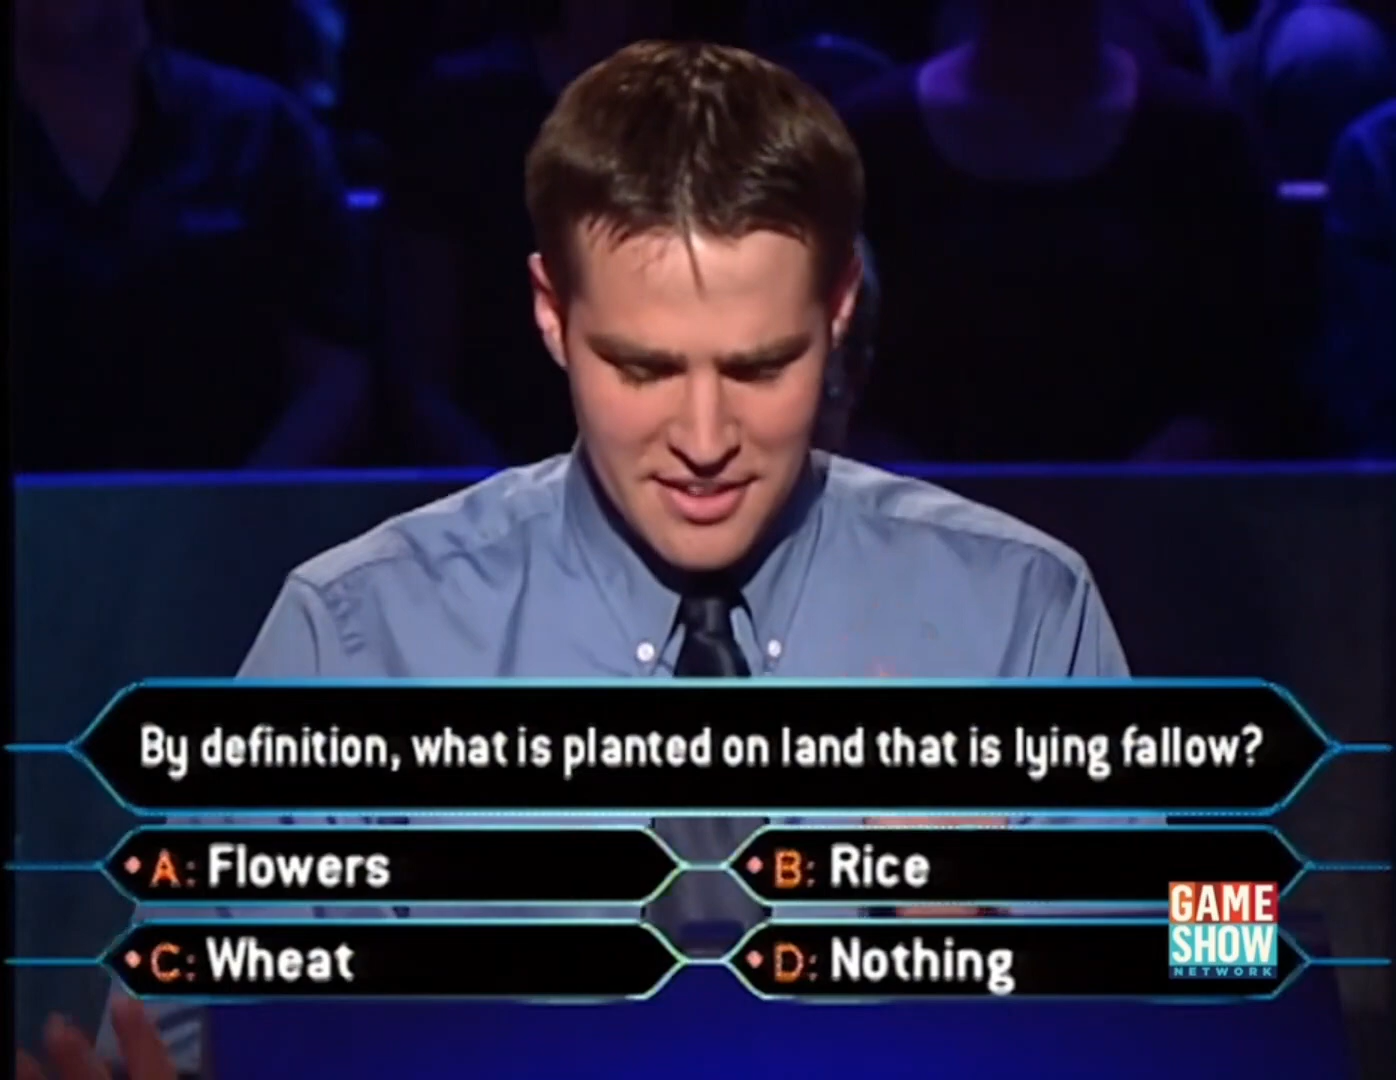 By definition, what is planted on land that is lying fallow?
A: Flowers
B: Rice
C: Wheat
D: Nothing
GAME
SHOW
NETWORK